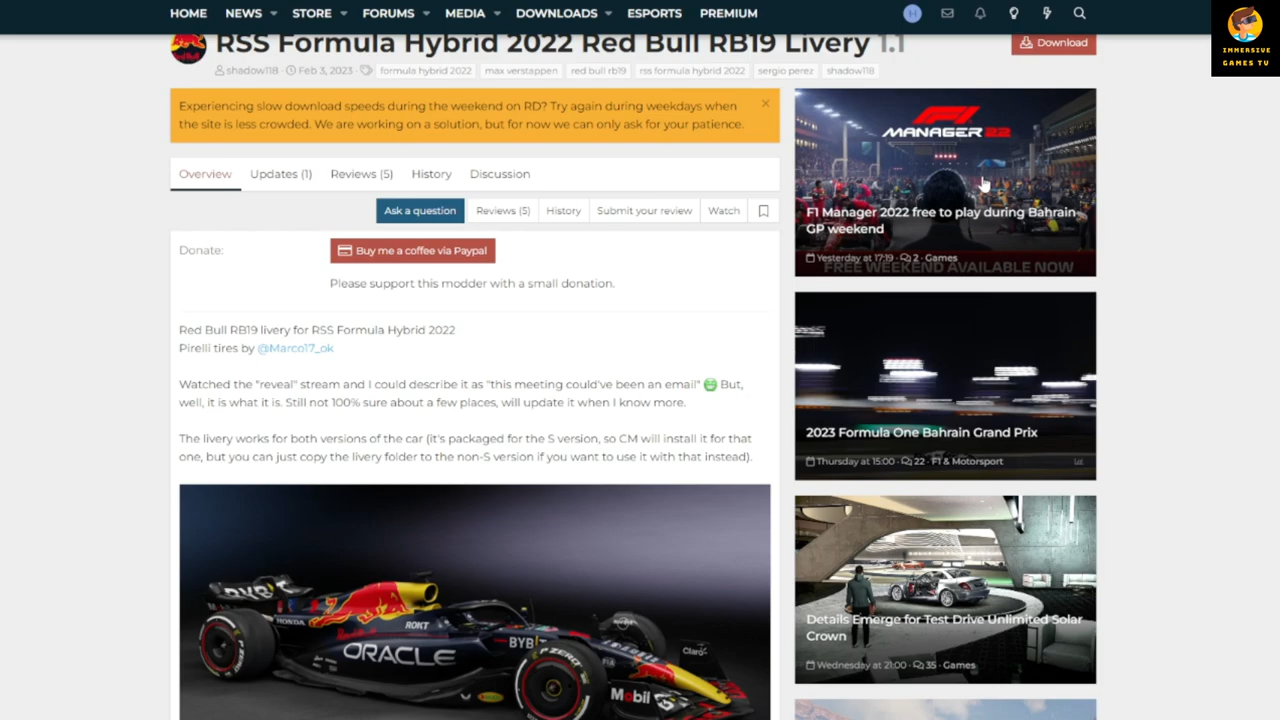 HOME NEWS STORE FORUMS MEDIA DOWNLOADS ESPORTS PREMIUM
H
IMMERSIVE
GAMES TV
RSS Formula Hybrid 2022 Red Bull RB19 Livery 1.1
Download
shadow118 Feb 3, 2023 formula hybrid 2022 max verstappen red bull rb19 rss formula hybrid 2022 sergio perez shadow118
Experiencing slow download speeds during the weekend on RD? Try again during weekdays when
the site is less crowded. We are working on a solution, but for now we can only ask for your patience.
Overview Updates (1) Reviews (5) History Discussion
Ask a question Reviews (5) History Submit your review Watch
Donate: Buy me a coffee via Paypal
Please support this modder with a small donation.
Red Bull RB19 livery for RSS Formula Hybrid 2022
Pirelli tires by @Marco17_ok
Watched the "reveal" stream and I could describe it as "this meeting could've been an email" But,
well, it is what it is. Still not 100% sure about a few places, will update it when I know more.
The livery works for both versions of the car (it's packaged for the S version, so CM will install it for that
one, but you can just copy the livery folder to the non-S version if you want to use it with that instead).
HONDA
ROKT
ORACLE
BYBIT
Claro
P ZERO
Mobil
F1
MANAGER 22
F1 Manager 2022 free to play during Bahrain
GP weekend
Yesterday at 17:19 · 2 · Games
FREE WEEKEND AVAILABLE NOW
2023 Formula One Bahrain Grand Prix
Thursday at 15:00 · 22 · F1 & Motorsport
Details Emerge for Test Drive Unlimited Solar
Crown
Wednesday at 21:00 · 35 · Games